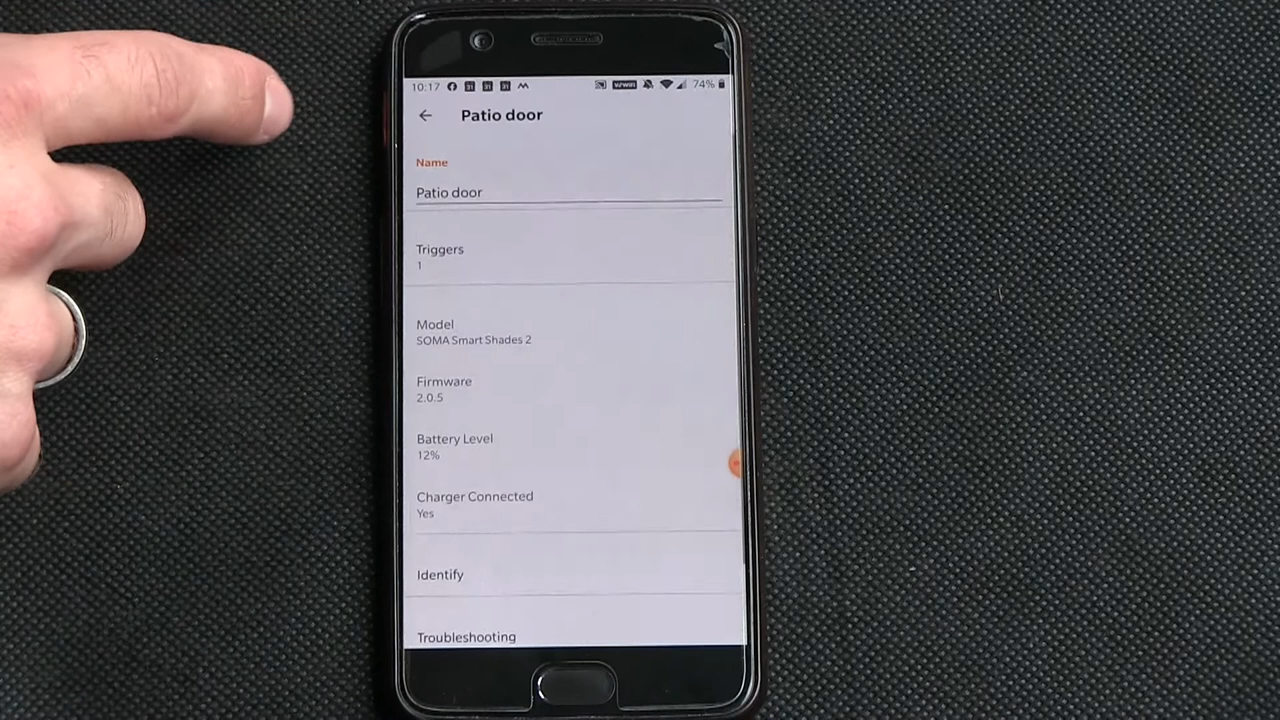 10:17 74%
Patio door
Name
Patio door
Triggers
1
Model
SOMA Smart Shades 2
Firmware
2.0.5
Battery Level
12%
Charger Connected
Yes
Identify
Troubleshooting